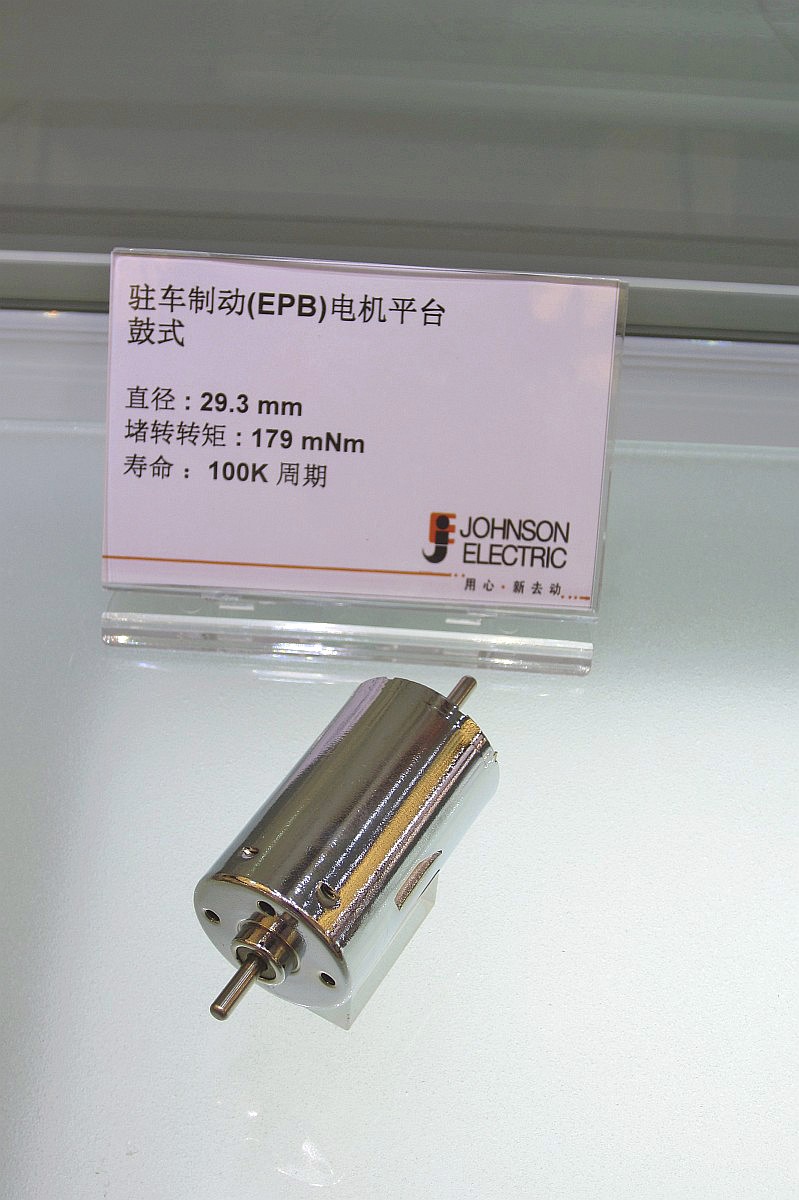 驻车制动(EPB)电机平台
鼓式
直径：29.3 mm
堵转转矩：179 mNm
寿命：100K 周期
JOHNSON
ELECTRIC
用心·新去动